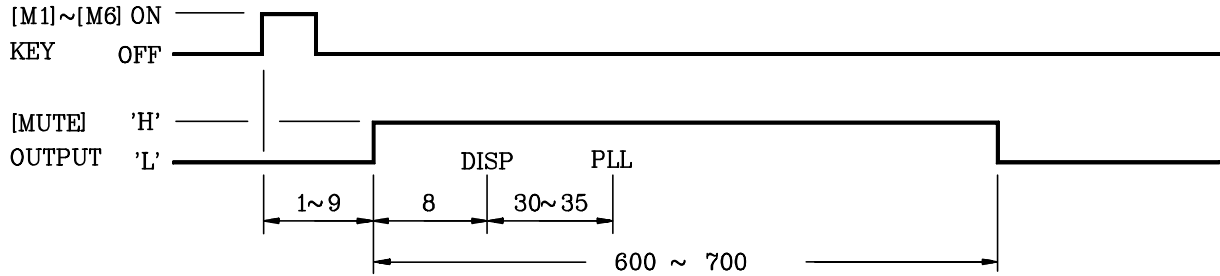 [M1]~[M6] ON
KEY OFF
[MUTE] 'H'
OUTPUT 'L'
DISP PLL
1~9 8 30~35
600 ~ 700